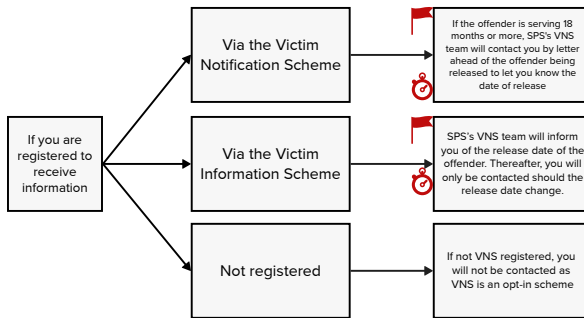 If you are
registered to
receive
information
Via the Victim
Notification Scheme
If the offender is serving 18
months or more, SPS's VNS
team will contact you by letter
ahead of the offender being
released to let you know the
date of release
Via the Victim
Information Scheme
SPS's VNS team will inform
you of the release date of the
offender. Thereafter, you will
only be contacted should the
release date change.
Not registered
If not VNS registered, you
will not be contacted as
VNS is an opt-in scheme